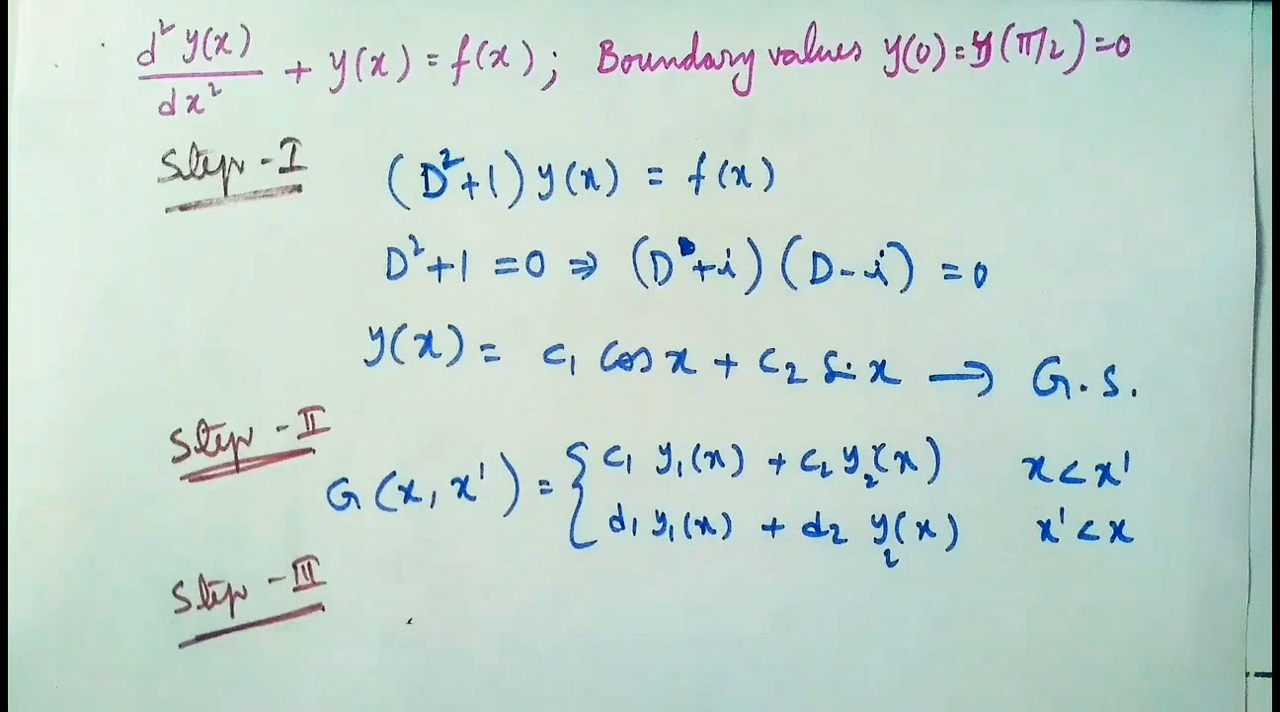 d²y(x)/dx² + y(x) = f(x); Boundary values y(0)=y(π/2)=0
Step-I
(D²+1)y(x) = f(x)
D²+1=0 ⇒ (D+i)(D-i)=0
y(x) = c₁ cos x + c₂ Sin x → G.S.
Step-II
G(x, x') = { c₁ y₁(x) + c₂ y₂(x) x<x'
d₁ y₁(x) + d₂ y₂(x) x'<x
Step-III